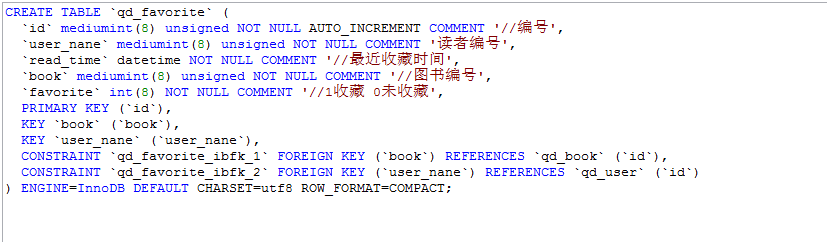 CREATE TABLE `qd_favorite` (
  `id` mediumint(8) unsigned NOT NULL AUTO_INCREMENT COMMENT '//编号',
  `user_nane` mediumint(8) unsigned NOT NULL COMMENT '读者编号',
  `read_time` datetime NOT NULL COMMENT '//最近收藏时间',
  `book` mediumint(8) unsigned NOT NULL COMMENT '//图书编号',
  `favorite` int(8) NOT NULL COMMENT '//1收藏 0未收藏',
  PRIMARY KEY (`id`),
  KEY `book` (`book`),
  KEY `user_nane` (`user_nane`),
  CONSTRAINT `qd_favorite_ibfk_1` FOREIGN KEY (`book`) REFERENCES `qd_book` (`id`),
  CONSTRAINT `qd_favorite_ibfk_2` FOREIGN KEY (`user_nane`) REFERENCES `qd_user` (`id`)
) ENGINE=InnoDB DEFAULT CHARSET=utf8 ROW_FORMAT=COMPACT;